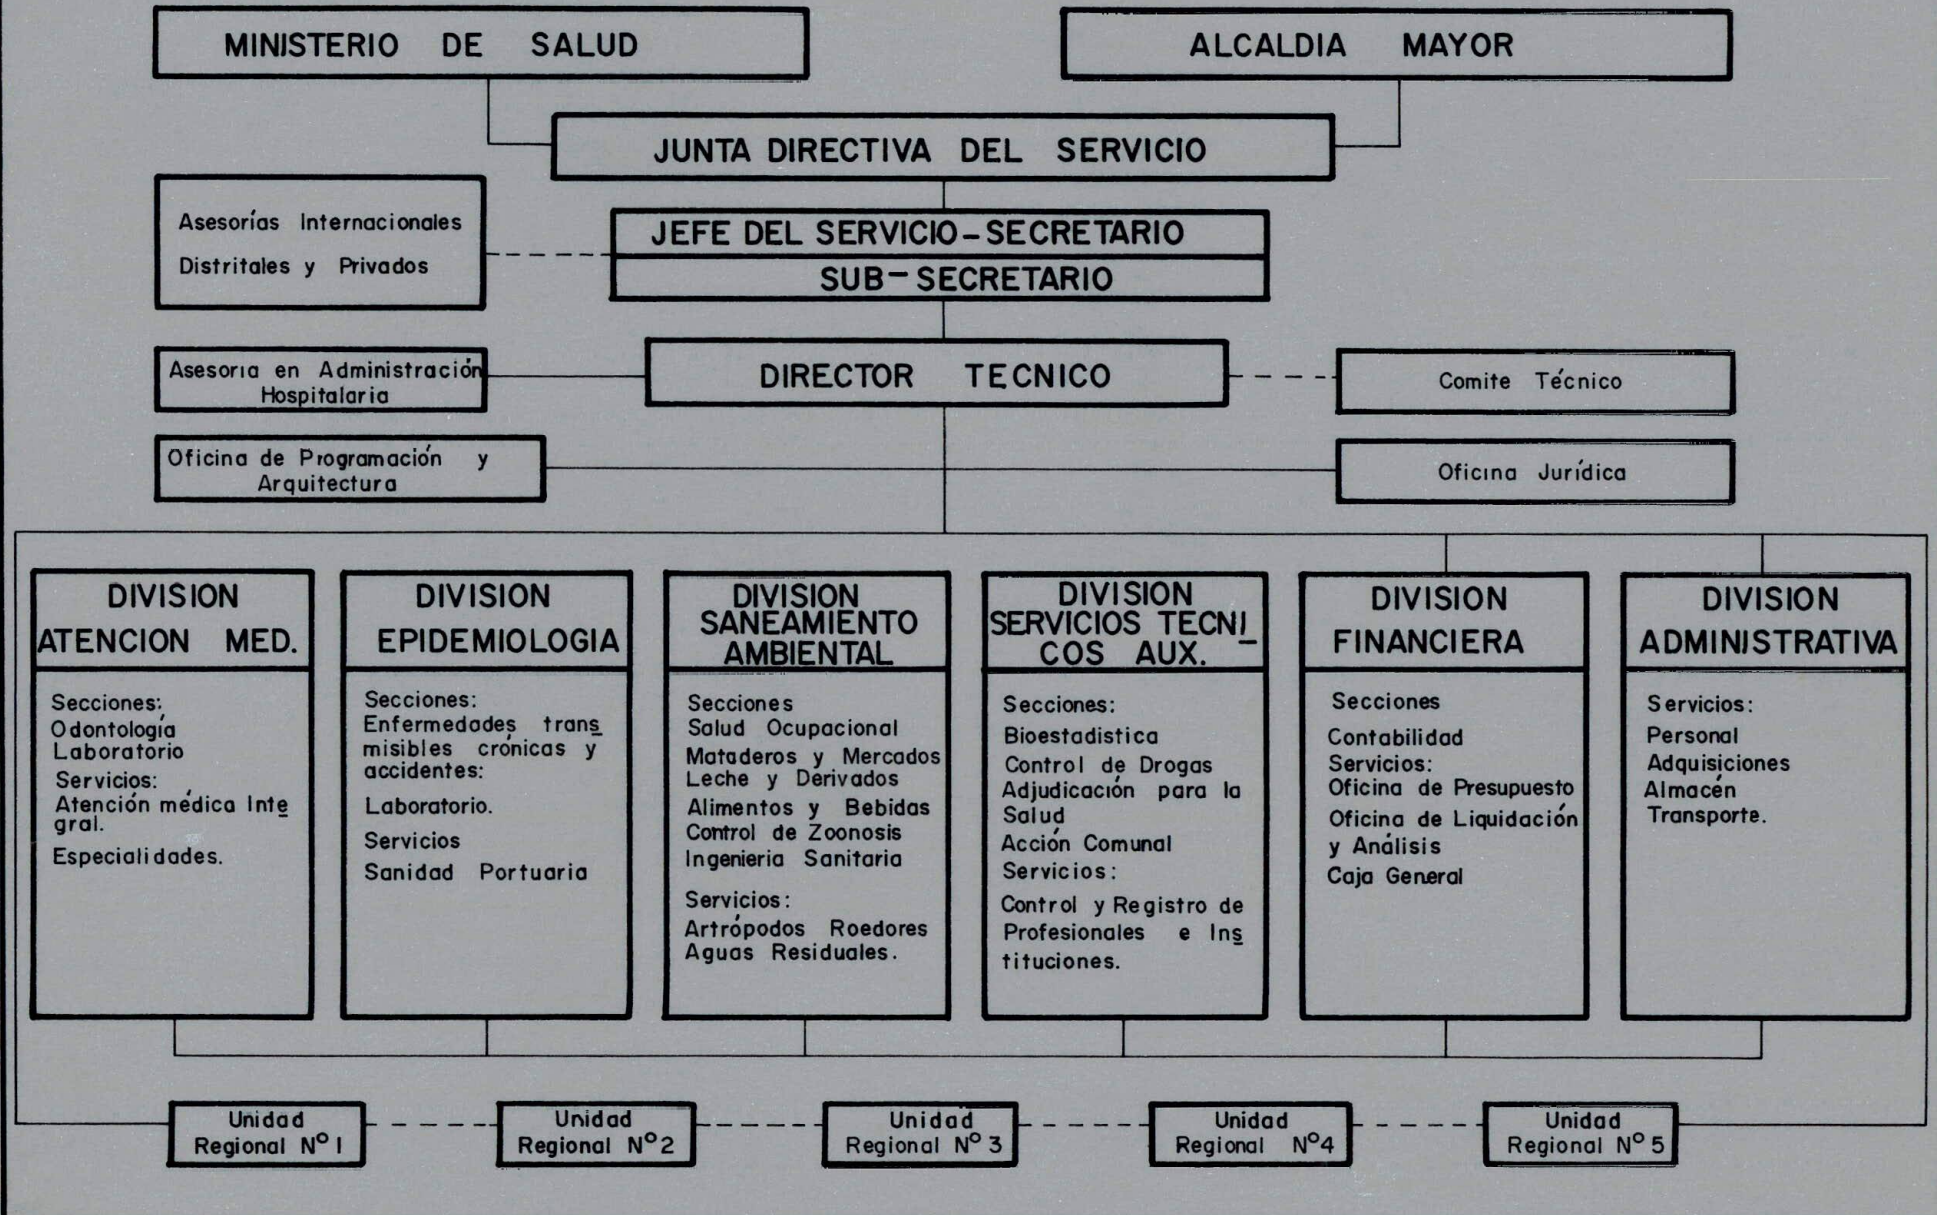 MINISTERIO DE SALUD
ALCALDIA MAYOR
JUNTA DIRECTIVA DEL SERVICIO
Asesorías Internacionales
Distritales y Privados
JEFE DEL SERVICIO-SECRETARIO
SUB-SECRETARIO
Asesoria en Administración
Hospitalaria
DIRECTOR TECNICO
Comite Técnico
Oficina de Programación y
Arquitectura
Oficina Jurídica
DIVISION
ATENCION MED.
Secciones:
Odontología
Laboratorio
Servicios:
Atención médica Inte
gral.
Especialidades.
DIVISION
EPIDEMIOLOGIA
Secciones:
Enfermedades trans
misibles crónicas y
accidentes:
Laboratorio.
Servicios
Sanidad Portuaria
DIVISION
SANEAMIENTO
AMBIENTAL
Secciones
Salud Ocupacional
Mataderos y Mercados
Leche y Derivados
Alimentos y Bebidas
Control de Zoonosis
Ingenieria Sanitaria
Servicios:
Artrópodos Roedores
Aguas Residuales.
DIVISION
SERVICIOS TECNI_
COS AUX.
Secciones:
Bioestadistica
Control de Drogas
Adjudicación para la
Salud
Acción Comunal
Servicios:
Control y Registro de
Profesionales e Ins
tituciones.
DIVISION
FINANCIERA
Secciones
Contabilidad
Servicios:
Oficina de Presupuesto
Oficina de Liquidación
y Análisis
Caja General
DIVISION
ADMINISTRATIVA
Servicios:
Personal
Adquisiciones
Almacén
Transporte.
Unidad
Regional Nº 1
Unidad
Regional Nº 2
Unidad
Regional Nº 3
Unidad
Regional Nº 4
Unidad
Regional Nº 5